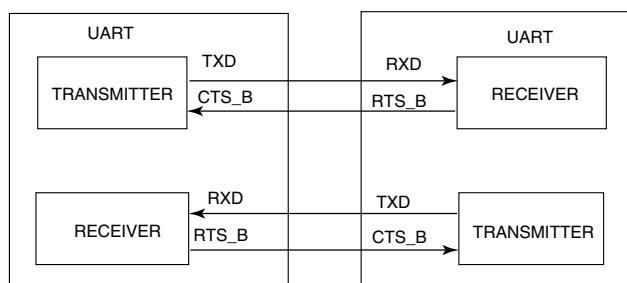 UART
UART
TXD
RXD
TRANSMITTER
CTS_B
RTS_B
RECEIVER
RXD
TXD
RECEIVER
RTS_B
CTS_B
TRANSMITTER